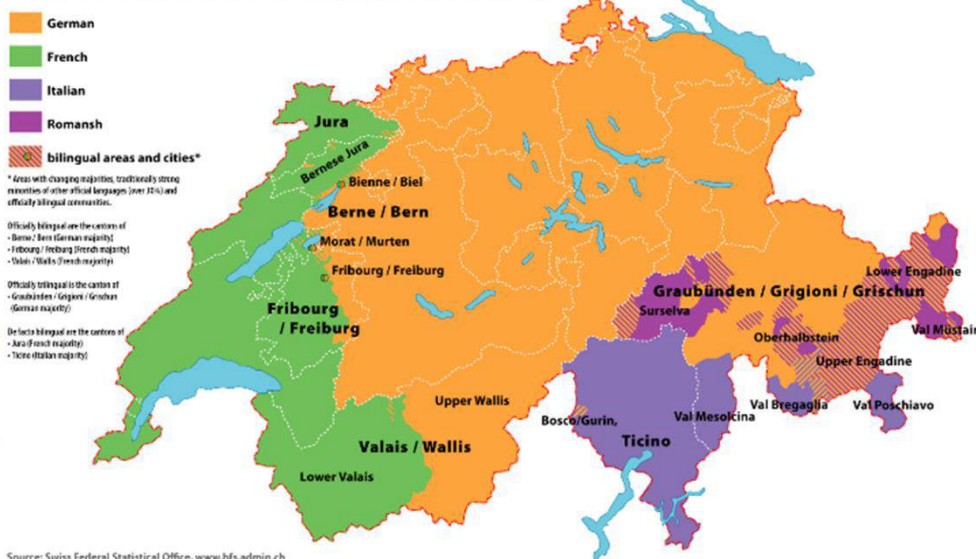 German
French
Italian
Romansh
bilingual areas and cities*
* Areas with changing majorities, traditionally strong
minorities of other official languages (over 30%) and
officially bilingual communities.
Officially bilingual are the cantons of
• Berne / Bern (German majority)
• Fribourg / Freiburg (French majority)
• Valais / Wallis (French majority)
Officially trilingual is the canton of
• Graubünden / Grigioni / Grischun
(German majority)
De facto bilingual are the cantons of
• Jura (French majority)
• Ticino (Italian majority)
Jura
Bernese Jura
Bienne / Biel
Berne / Bern
Morat / Murten
Fribourg / Freiburg
Fribourg
/ Freiburg
Lower Engadine
Graubünden / Grigioni / Grischun
Surselva
Oberhalbstein
Val Müstair
Upper Engadine
Upper Wallis
Bosco/Gurin,
Val Mesolcina
Val Bregaglia
Val Poschiavo
Ticino
Valais / Wallis
Lower Valais
Source: Swiss Federal Statistical Office, www.bfs.admin.ch